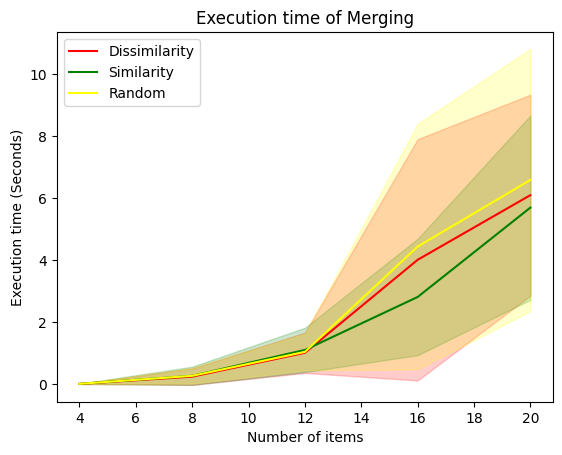 Execution time of Merging
Dissimilarity
Similarity
Random
Execution time (Seconds)
10
8
6
4
2
0
4 6 8 10 12 14 16 18 20
Number of items